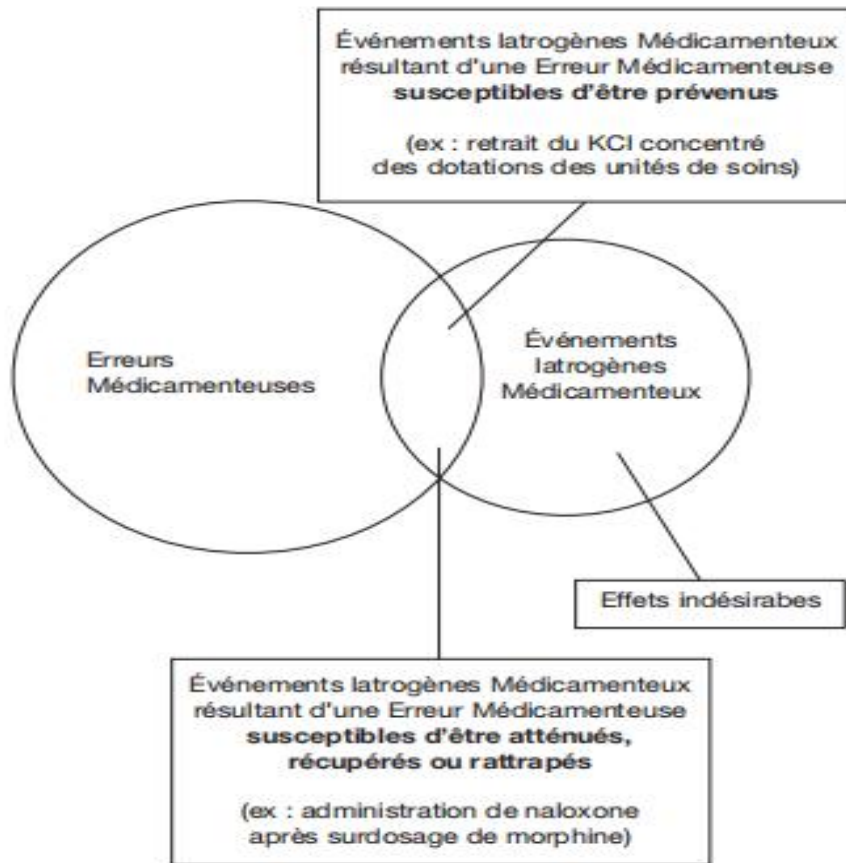 Événements Iatrogènes Médicamenteux
résultant d'une Erreur Médicamenteuse
susceptibles d'être prévenus
(ex : retrait du KCl concentré
des dotations des unités de soins)
Erreurs
Médicamenteuses
Événements
Iatrogènes
Médicamenteux
Effets indésirabes
Événements Iatrogènes Médicamenteux
résultant d'une Erreur Médicamenteuse
susceptibles d'être atténués,
récupérés ou rattrapés
(ex : administration de naloxone
après surdosage de morphine)